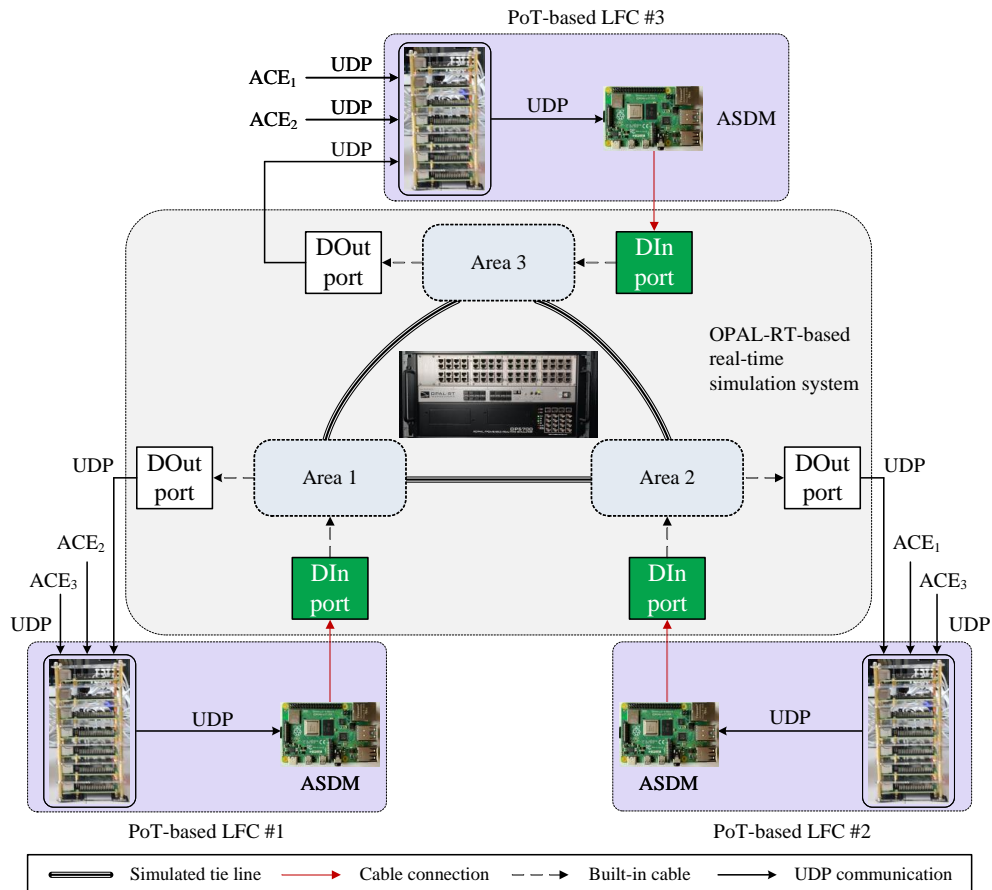 PoT-based LFC #3
UDP
ACE1
UDP
ACE2
UDP
UDP
ASDM
DOut
port
Area 3
DIn
port
OPAL-RT-based
real-time
simulation system
OPAL-RT
UDP
DOut
port
Area 1
Area 2
DOut
port
UDP
ACE2
ACE3
UDP
DIn
port
DIn
port
ACE1
ACE3
UDP
UDP
ASDM
UDP
ASDM
PoT-based LFC #1
PoT-based LFC #2
Simulated tie line
Cable connection
Built-in cable
UDP communication